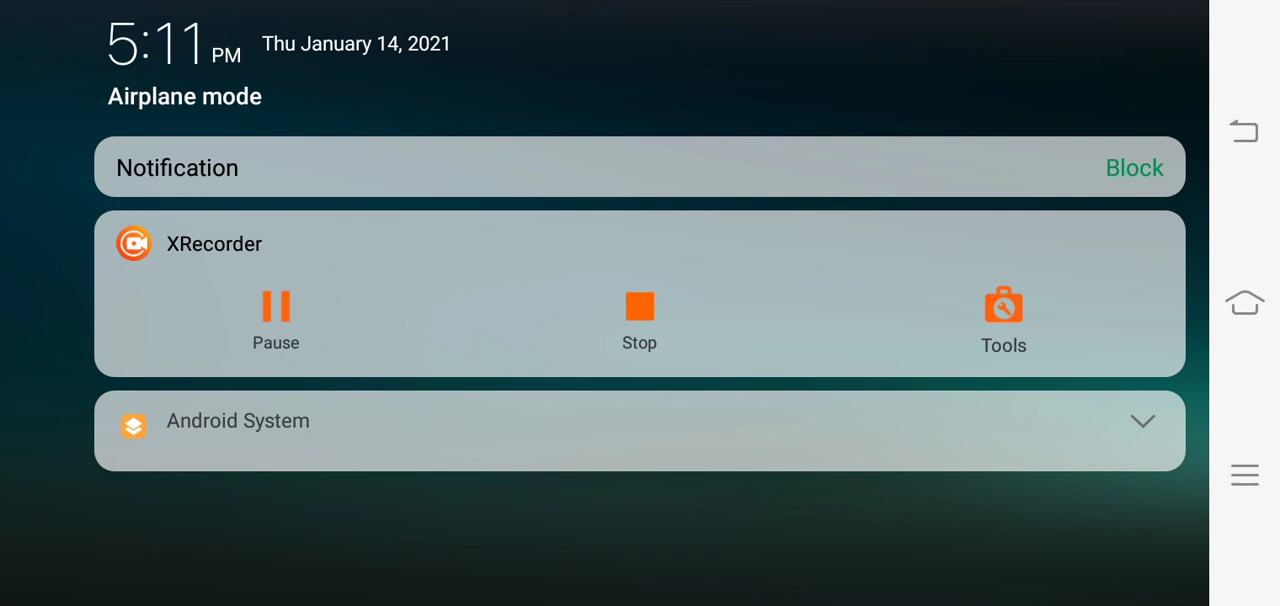 5:11 PM Thu January 14, 2021
Airplane mode
Notification Block
XRecorder
Pause Stop Tools
Android System